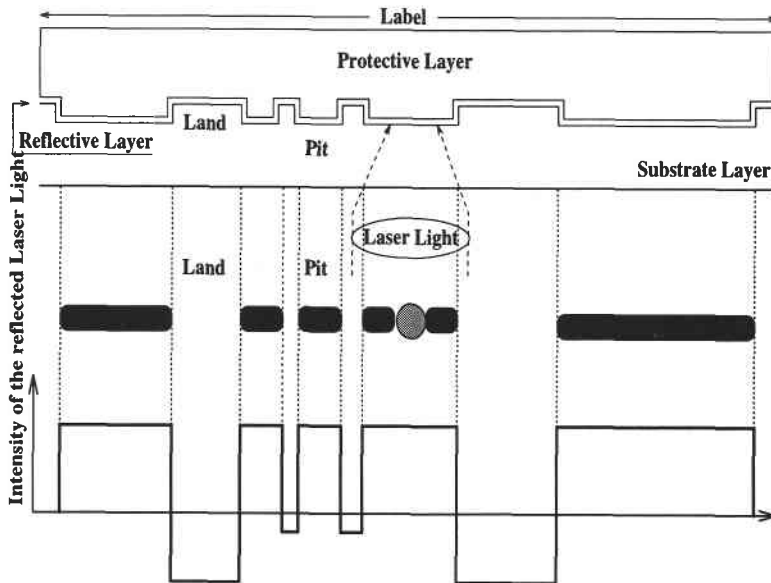 Label
Protective Layer
Land
Reflective Layer
Pit
Substrate Layer
Laser Light
Land
Pit
Intensity of the reflected Laser Light